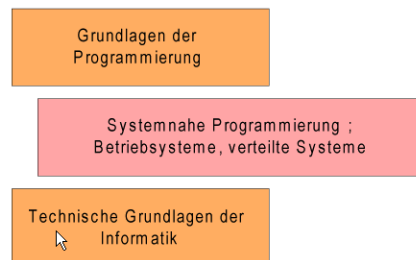 Grundlagen der
Programmierung
Systemnahe Programmierung ;
Betriebsysteme, verteilte Systeme
Technische Grundlagen der
Informatik